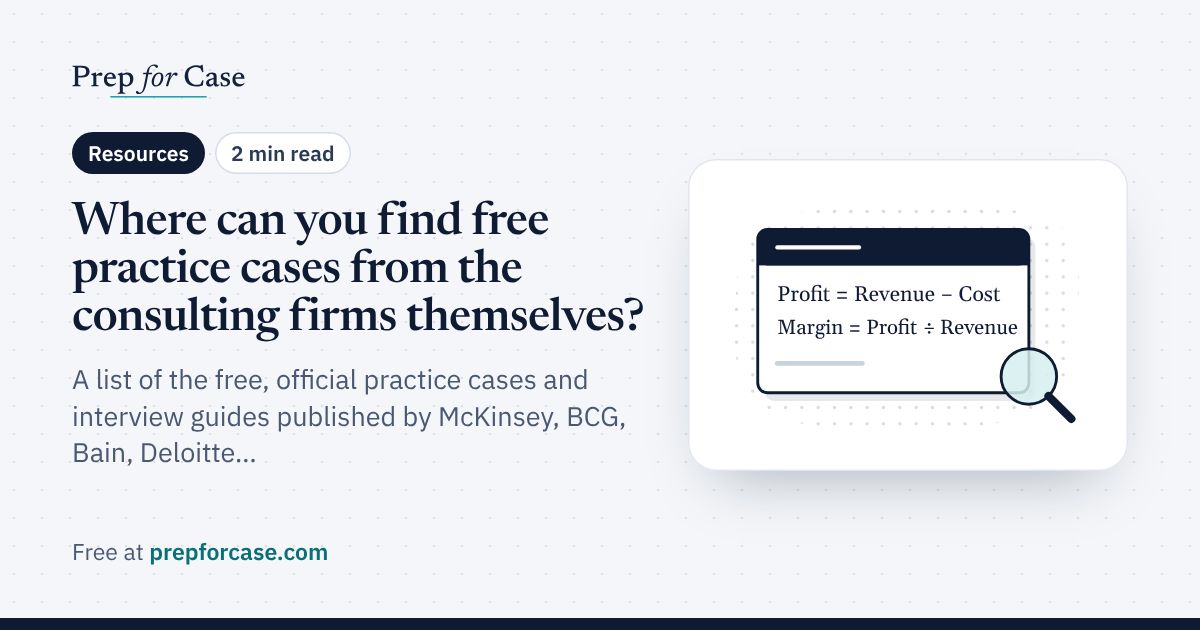 Prep for Case
Resources
2 min read
Where can you find free
practice cases from the
consulting firms themselves?
A list of the free, official practice cases and
interview guides published by McKinsey, BCG,
Bain, Deloitte...
Free at prepforcase.com
Profit = Revenue – Cost
Margin = Profit ÷ Revenue